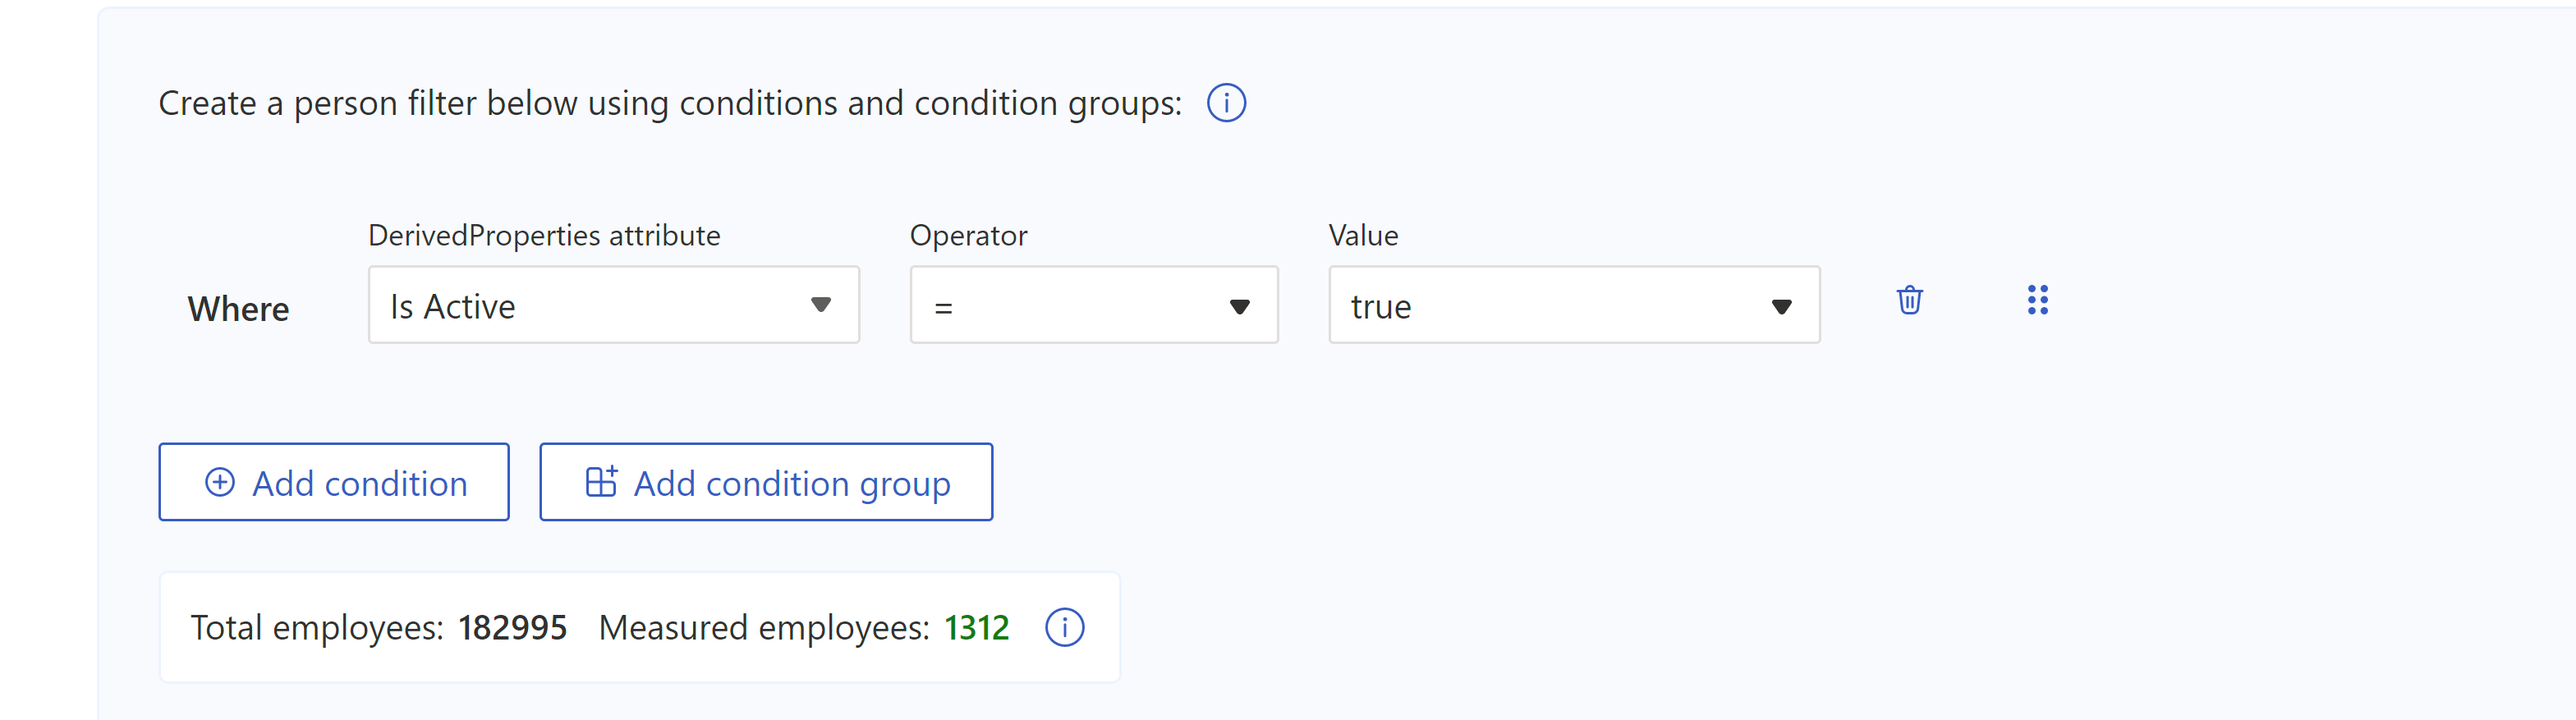 Create a person filter below using conditions and condition groups:
DerivedProperties attribute Operator Value
Where Is Active = true
Add condition Add condition group
Total employees: 182995 Measured employees: 1312